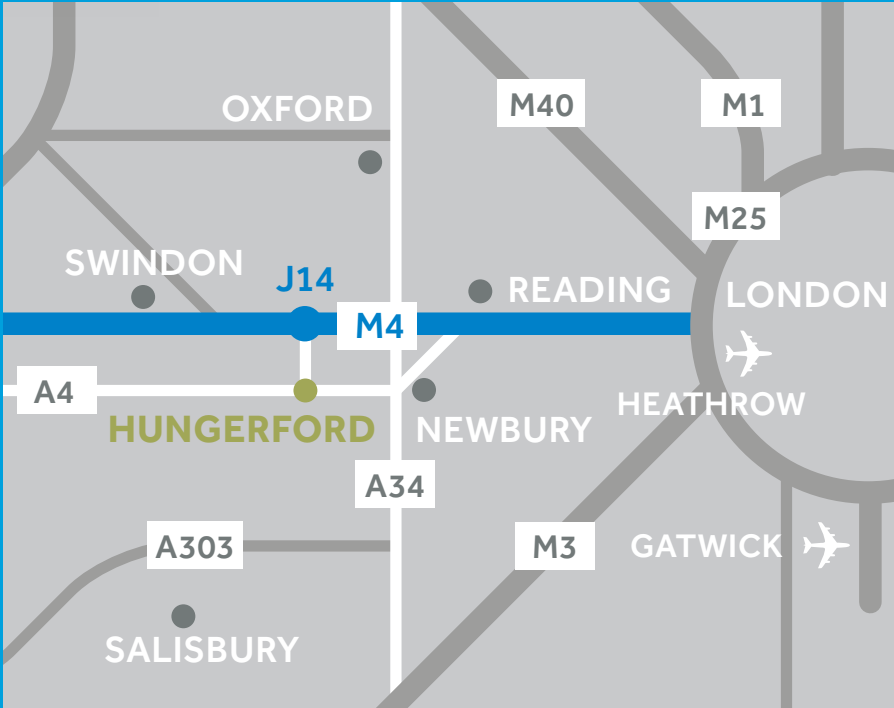 OXFORD
M40
M1
M25
SWINDON
J14
READING
LONDON
M4
A4
HEATHROW
HUNGERFORD
NEWBURY
A34
A303
M3
GATWICK
SALISBURY